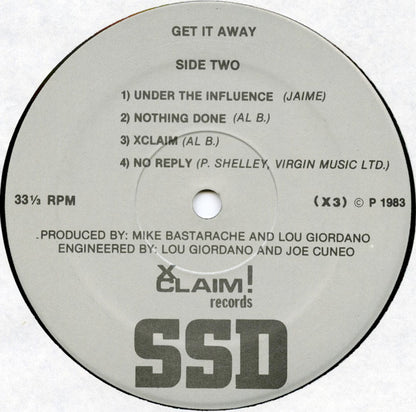 GET IT AWAY
SIDE TWO
1) UNDER THE INFLUENCE (JAIME)
2) NOTHING DONE (AL B.)
3) XCLAIM (AL B.)
4) NO REPLY (P. SHELLEY, VIRGIN MUSIC LTD.)
33⅓ RPM
(X3) © P 1983
.PRODUCED BY: MIKE BASTARACHE AND LOU GIORDANO
ENGINEERED BY: LOU GIORDANO AND JOE CUNEO
XCLAIM!
records
SSD